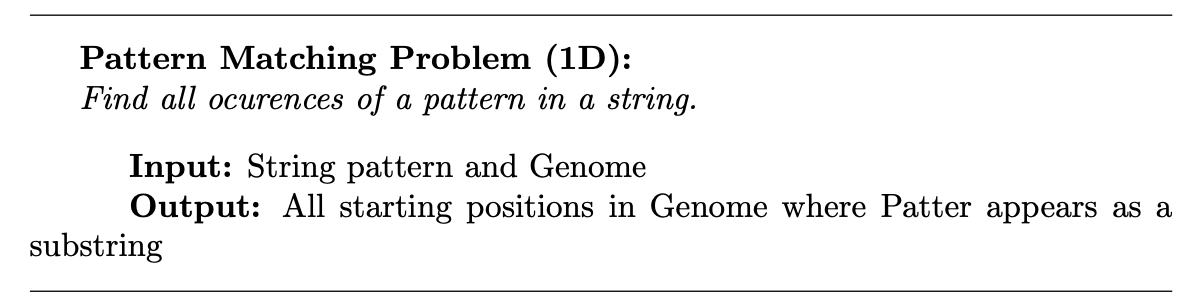 Pattern Matching Problem (1D):
Find all ocurences of a pattern in a string.
Input: String pattern and Genome
Output: All starting positions in Genome where Patter appears as a
substring